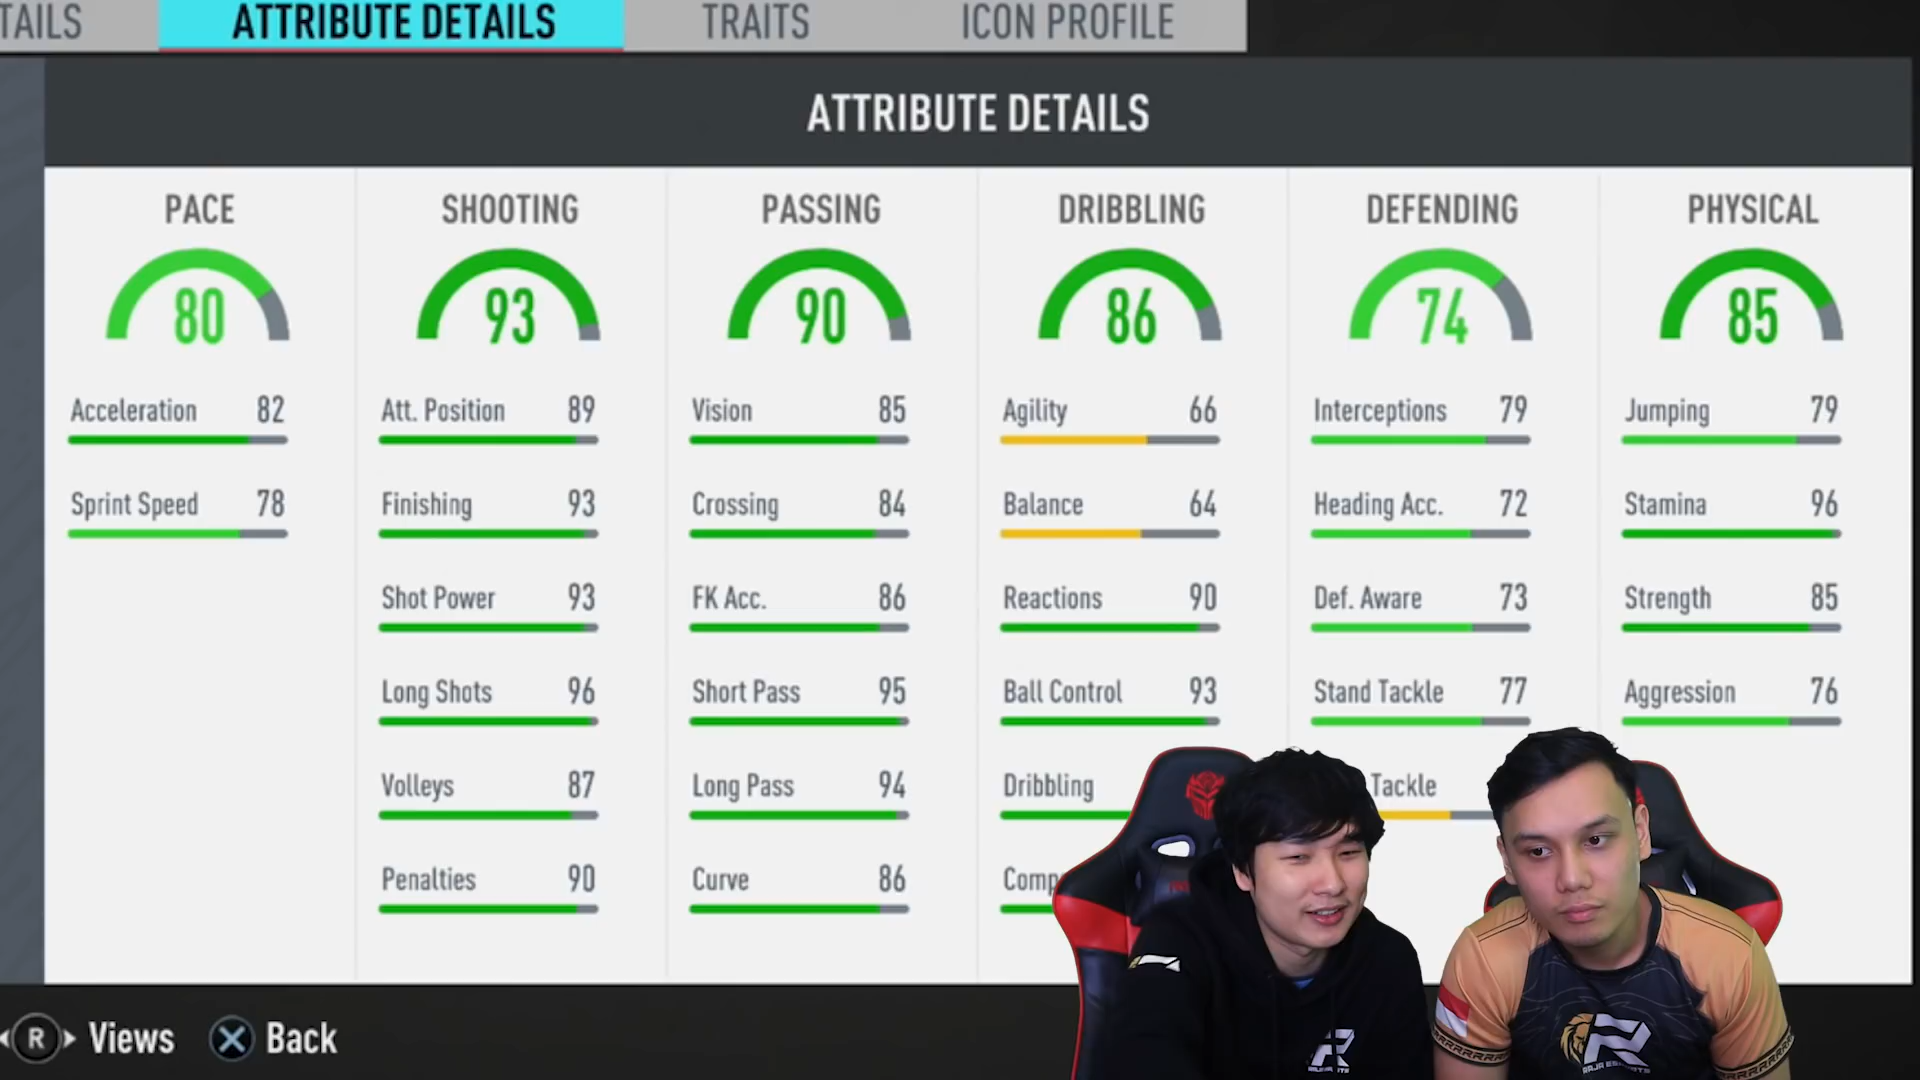 TAILS
ATTRIBUTE DETAILS
TRAITS
ICON PROFILE
ATTRIBUTE DETAILS
PACE
80
Acceleration 82
Sprint Speed 78
SHOOTING
93
Att. Position 89
Finishing 93
Shot Power 93
Long Shots 96
Volleys 87
Penalties 90
PASSING
90
Vision 85
Crossing 84
FK Acc. 86
Short Pass 95
Long Pass 94
Curve 86
DRIBBLING
86
Agility 66
Balance 64
Reactions 90
Ball Control 93
Dribbling
Comp
DEFENDING
74
Interceptions 79
Heading Acc. 72
Def. Aware 73
Stand Tackle 77
Tackle
PHYSICAL
85
Jumping 79
Stamina 96
Strength 85
Aggression 76
R Views
Back
RAJA ESPORTS